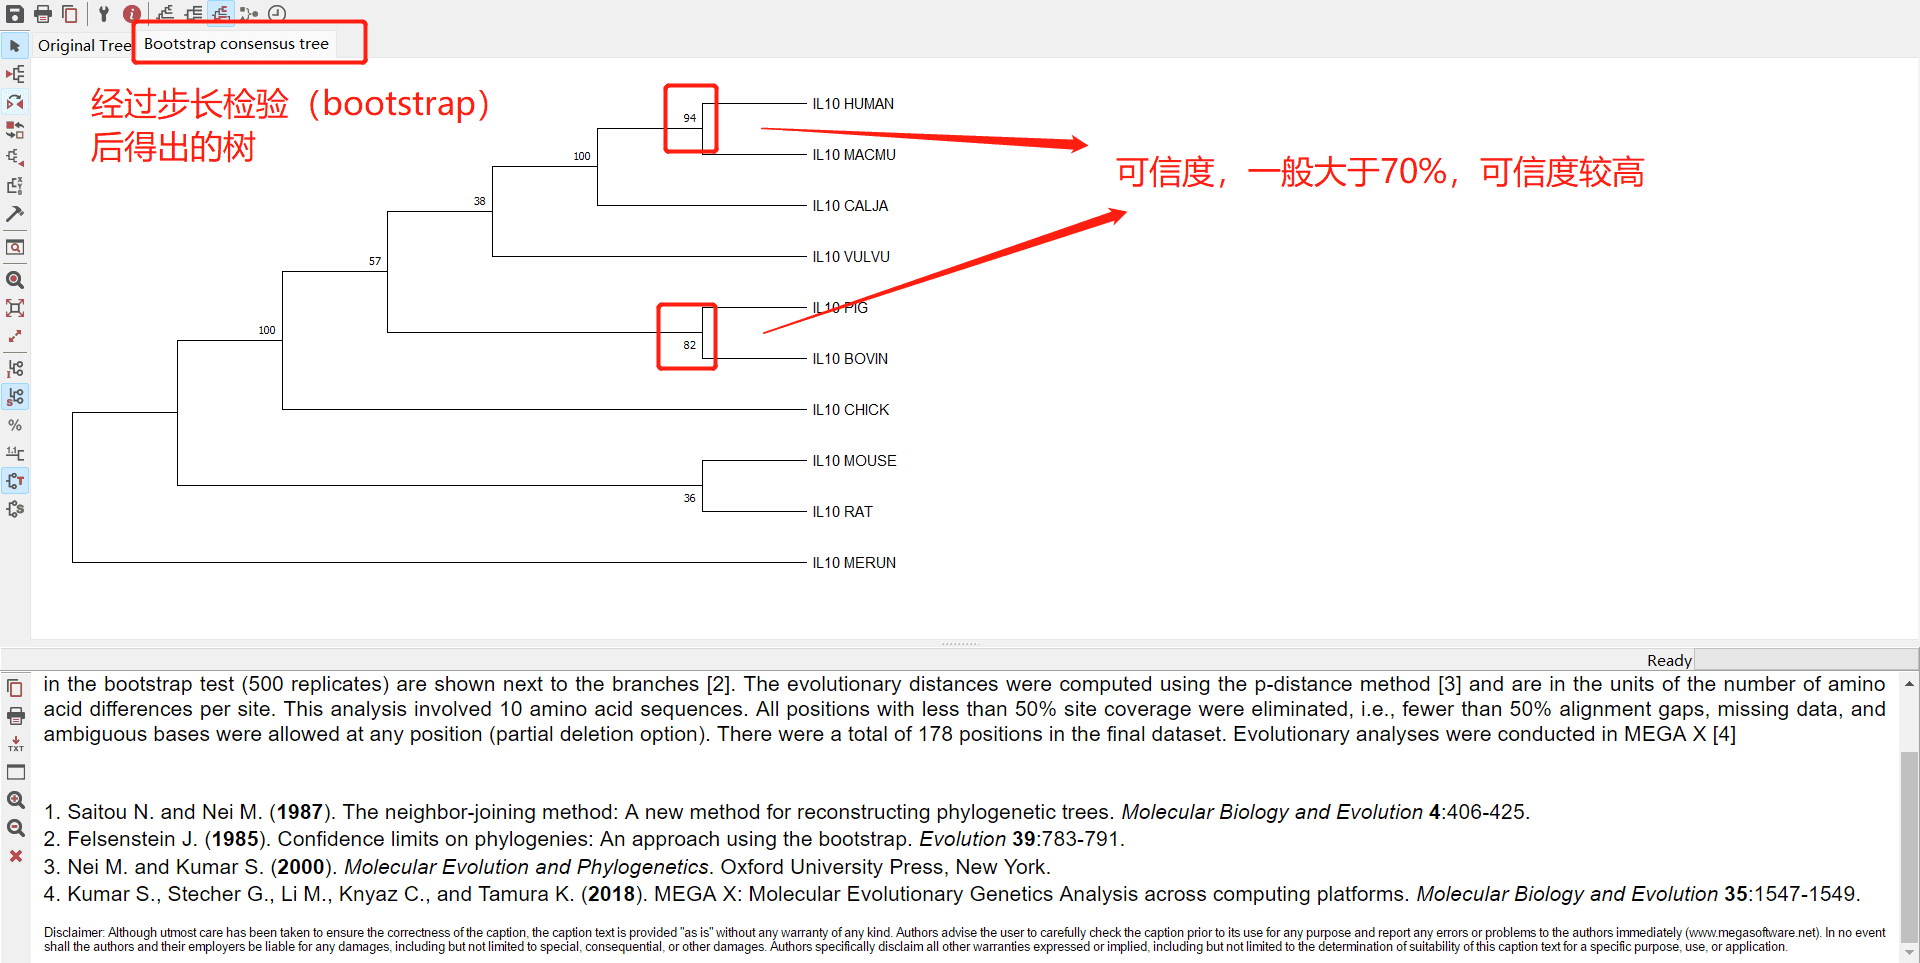 Original Tree
Bootstrap consensus tree
经过步长检验（bootstrap）
后得出的树
94
IL10 HUMAN
IL10 MACMU
100
可信度，一般大于70%，可信度较高
38
IL10 CALJA
57
IL10 VULVU
IL10 PIG
100
82
IL10 BOVIN
IL10 CHICK
IL10 MOUSE
36
IL10 RAT
IL10 MERUN
Ready
in the bootstrap test (500 replicates) are shown next to the branches [2]. The evolutionary distances were computed using the p-distance method [3] and are in the units of the number of amino
acid differences per site. This analysis involved 10 amino acid sequences. All positions with less than 50% site coverage were eliminated, i.e., fewer than 50% alignment gaps, missing data, and
ambiguous bases were allowed at any position (partial deletion option). There were a total of 178 positions in the final dataset. Evolutionary analyses were conducted in MEGA X [4]
1. Saitou N. and Nei M. (1987). The neighbor-joining method: A new method for reconstructing phylogenetic trees. Molecular Biology and Evolution 4:406-425.
2. Felsenstein J. (1985). Confidence limits on phylogenies: An approach using the bootstrap. Evolution 39:783-791.
3. Nei M. and Kumar S. (2000). Molecular Evolution and Phylogenetics. Oxford University Press, New York.
4. Kumar S., Stecher G., Li M., Knyaz C., and Tamura K. (2018). MEGA X: Molecular Evolutionary Genetics Analysis across computing platforms. Molecular Biology and Evolution 35:1547-1549.
Disclaimer: Although utmost care has been taken to ensure the correctness of the caption, the caption text is provided "as is" without any warranty of any kind. Authors advise the user to carefully check the caption prior to its use for any purpose and report any errors or problems to the authors immediately (www.megasoftware.net). In no event
shall the authors and their employers be liable for any damages, including but not limited to special, consequential, or other damages. Authors specifically disclaim all other warranties expressed or implied, including but not limited to the determination of suitability of this caption text for a specific purpose, use, or application.